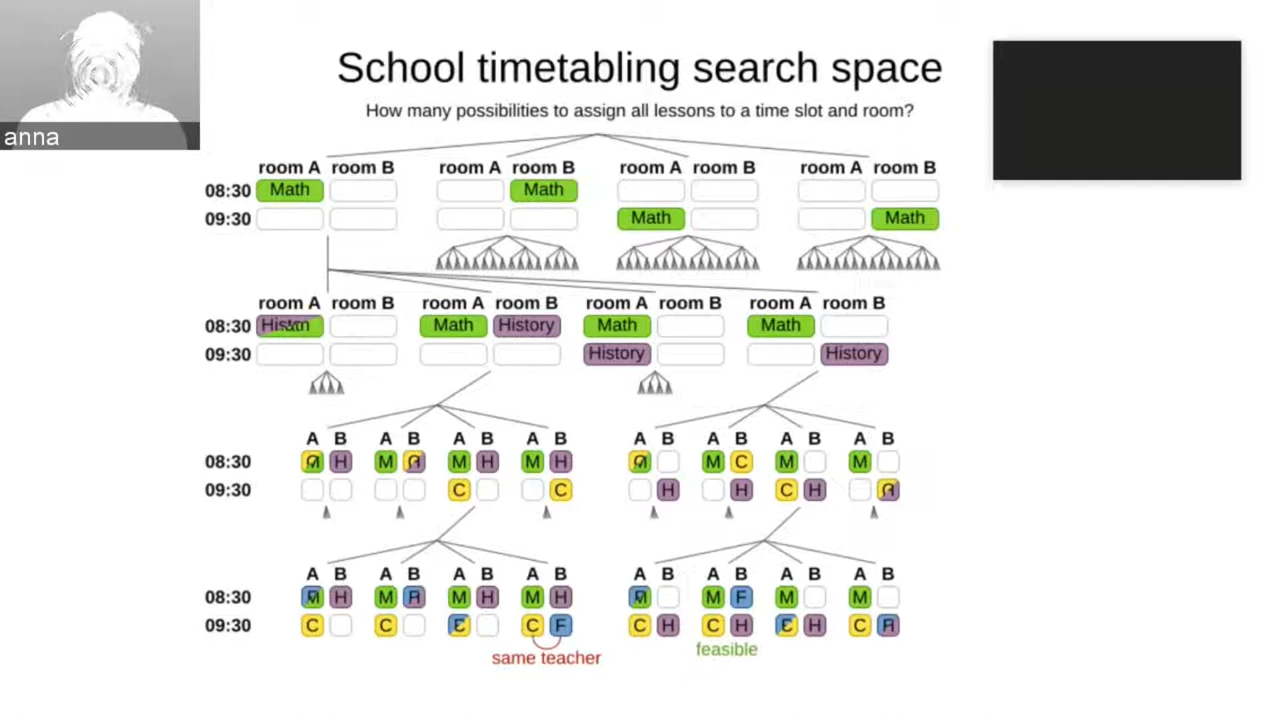 anna
School timetabling search space
How many possibilities to assign all lessons to a time slot and room?
room A room B room A room B room A room B room A room B
08:30 Math Math
09:30 Math Math
room A room B room A room B room A room B room A room B
08:30 Math History Math Math
09:30 History History
A B A B A B A B A B A B A B A B
08:30 M H M M H M H M C M M
09:30 C C H H C H
A B A B A B A B A B A B A B A B
08:30 H M M H M H M F M M
09:30 C C C F C H C H H C
same teacher feasible